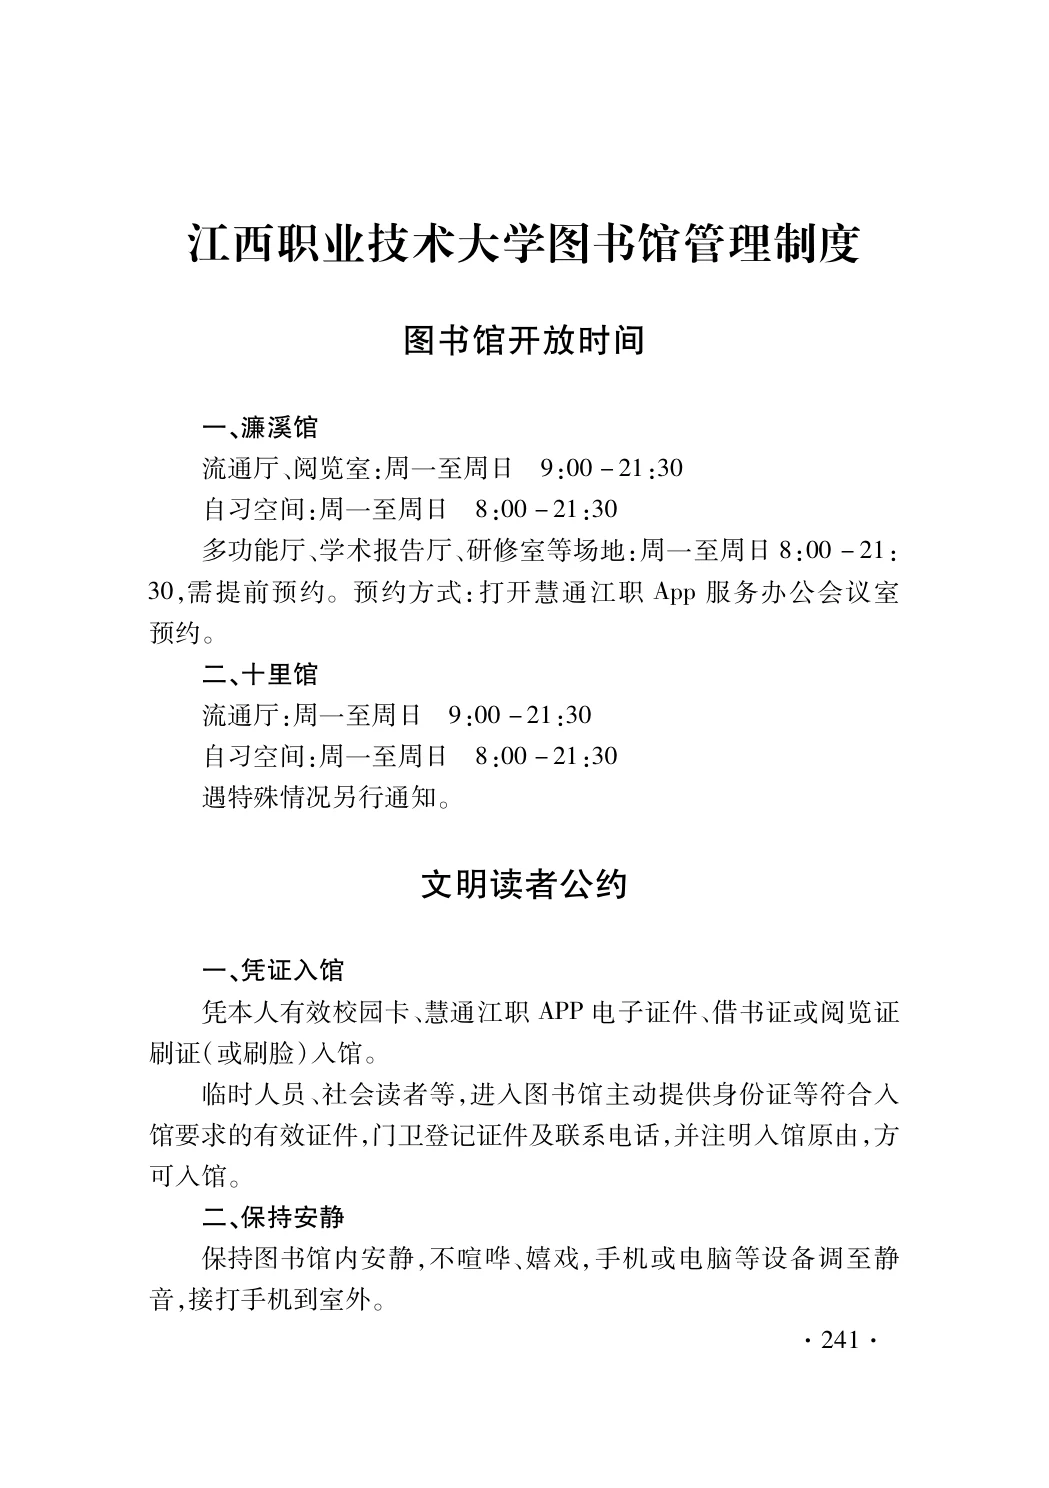 江西职业技术大学图书馆管理制度
图书馆开放时间
一、濂溪馆
流通厅、阅览室:周一至周日　9:00－21:30
自习空间:周一至周日　8:00－21:30
多功能厅、学术报告厅、研修室等场地:周一至周日 8:00－21:
30,需提前预约。预约方式:打开慧通江职 App 服务办公会议室
预约。
二、十里馆
流通厅:周一至周日　9:00－21:30
自习空间:周一至周日　8:00－21:30
遇特殊情况另行通知。
文明读者公约
一、凭证入馆
凭本人有效校园卡、慧通江职 APP 电子证件、借书证或阅览证
刷证(或刷脸)入馆。
临时人员、社会读者等,进入图书馆主动提供身份证等符合入
馆要求的有效证件,门卫登记证件及联系电话,并注明入馆原由,方
可入馆。
二、保持安静
保持图书馆内安静,不喧哗、嬉戏,手机或电脑等设备调至静
音,接打手机到室外。
·241·